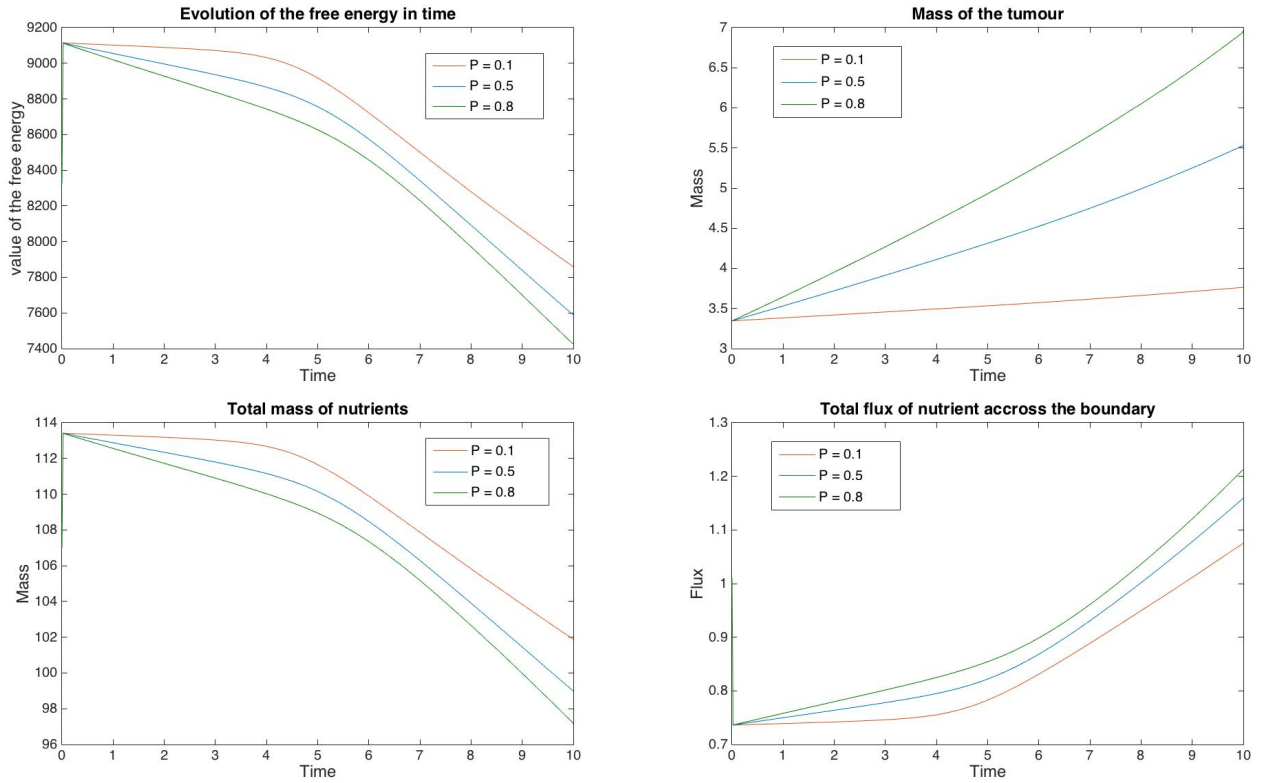 Evolution of the free energy in time
9200
9000
8800
8600
8400
8200
8000
7800
7600
7400
value of the free energy
P = 0.1
P = 0.5
P = 0.8
0 1 2 3 4 5 6 7 8 9 10
Time
Mass of the tumour
7
6.5
6
5.5
5
4.5
4
3.5
3
Mass
P = 0.1
P = 0.5
P = 0.8
0 1 2 3 4 5 6 7 8 9 10
Time
Total mass of nutrients
114
112
110
108
106
104
102
100
98
96
Mass
P = 0.1
P = 0.5
P = 0.8
0 1 2 3 4 5 6 7 8 9 10
Time
Total flux of nutrient accross the boundary
1.3
1.2
1.1
1
0.9
0.8
0.7
Flux
P = 0.1
P = 0.5
P = 0.8
0 1 2 3 4 5 6 7 8 9 10
Time